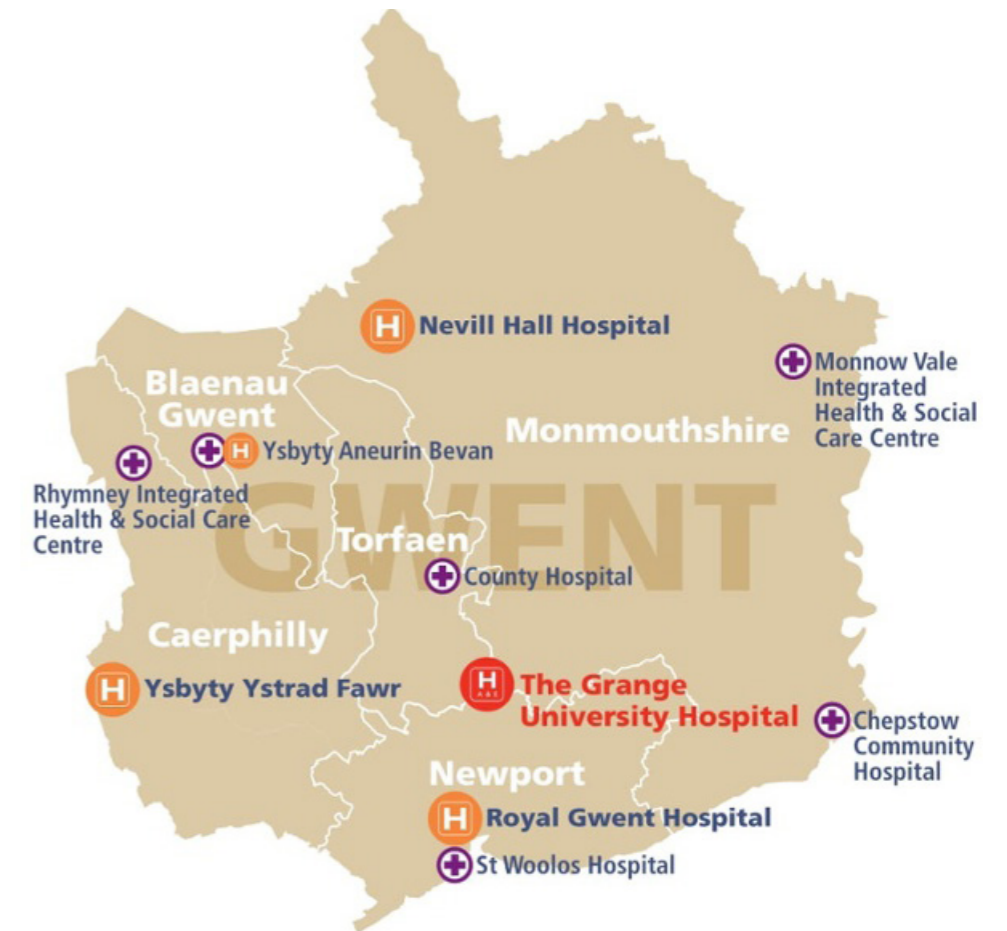 H Nevill Hall Hospital
Monnow Vale
Integrated
Health & Social
Care Centre
Blaenau
Gwent
Monmouthshire
H Ysbyty Aneurin Bevan
Rhymney Integrated
Health & Social Care
Centre
GWENT
Torfaen
County Hospital
Caerphilly
H Ysbyty Ystrad Fawr
H
A&E
The Grange
University Hospital
Chepstow
Community
Hospital
Newport
H Royal Gwent Hospital
St Woolos Hospital